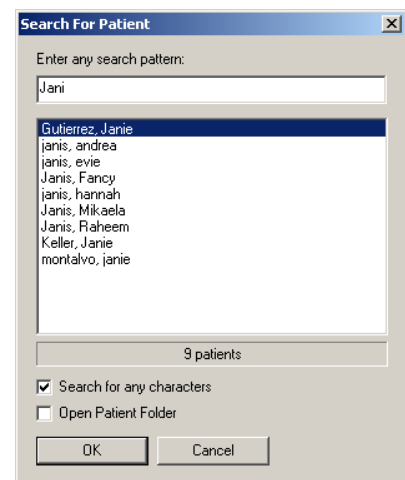 Search For Patient
Enter any search pattern:
Jani
Gutierrez, Janie
janis, andrea
janis, evie
Janis, Fancy
janis, hannah
Janis, Mikaela
Janis, Raheem
Keller, Janie
montalvo, janie
9 patients
Search for any characters
Open Patient Folder
OK Cancel